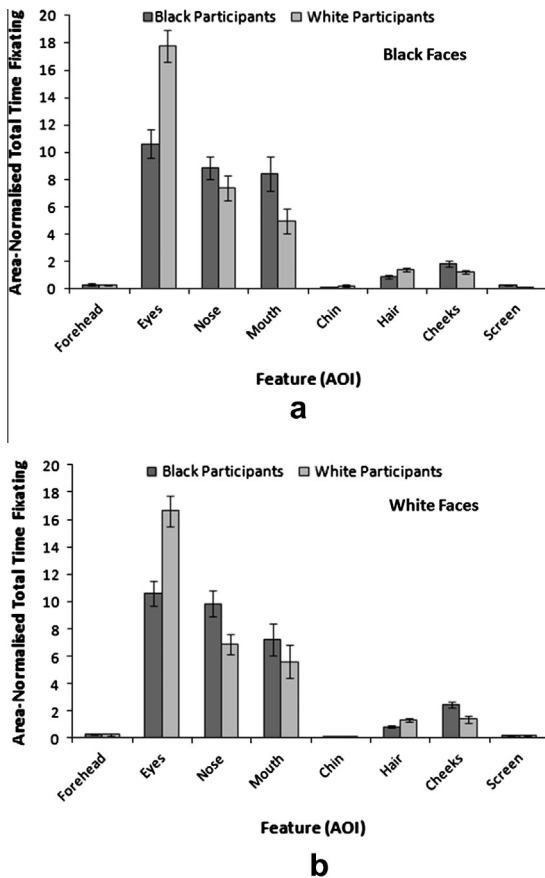 Black Participants White Participants
Black Faces
Area-Normalised Total Time Fixating
20
18
16
14
12
10
8
6
4
2
0
Forehead Eyes Nose Mouth Chin Hair Cheeks Screen
Feature (AOI)
a
Black Participants White Participants
White Faces
Area-Normalised Total Time Fixating
20
18
16
14
12
10
8
6
4
2
0
Forehead Eyes Nose Mouth Chin Hair Cheeks Screen
Feature (AOI)
b